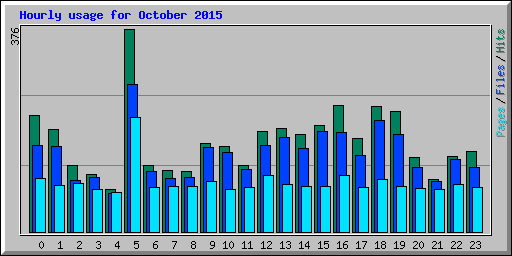 Hourly usage for October 2015
376
Pages / Files / Hits
0 1 2 3 4 5 6 7 8 9 10 11 12 13 14 15 16 17 18 19 20 21 22 23